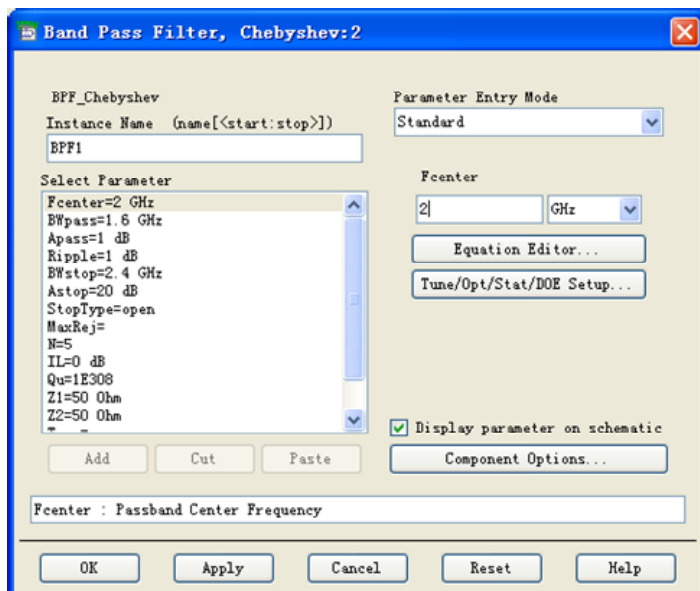 Band Pass Filter, Chebyshev:2
BPF_Chebyshev
Instance Name (name[<start:stop>])
BPF1
Select Parameter
Fcenter=2 GHz
BWpass=1.6 GHz
Apass=1 dB
Ripple=1 dB
BWstop=2.4 GHz
Astop=20 dB
StopType=open
MaxRej=
N=5
IL=0 dB
Qu=1E308
Z1=50 Ohm
Z2=50 Ohm
Add Cut Paste
Parameter Entry Mode
Standard
Fcenter
2 GHz
Equation Editor...
Tune/Opt/Stat/DOE Setup...
Display parameter on schematic
Component Options...
Fcenter : Passband Center Frequency
OK Apply Cancel Reset Help